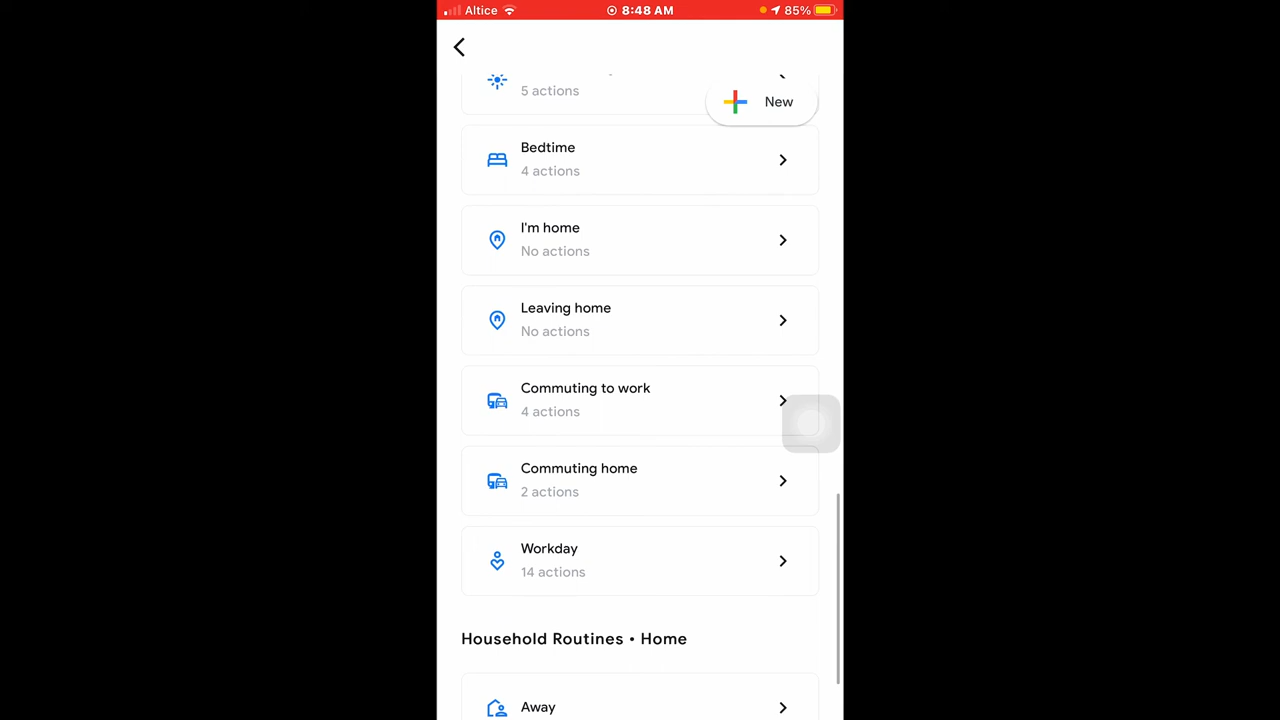 Altice 8:48 AM 85%
5 actions
New
Bedtime
4 actions
I'm home
No actions
Leaving home
No actions
Commuting to work
4 actions
Commuting home
2 actions
Workday
14 actions
Household Routines • Home
Away